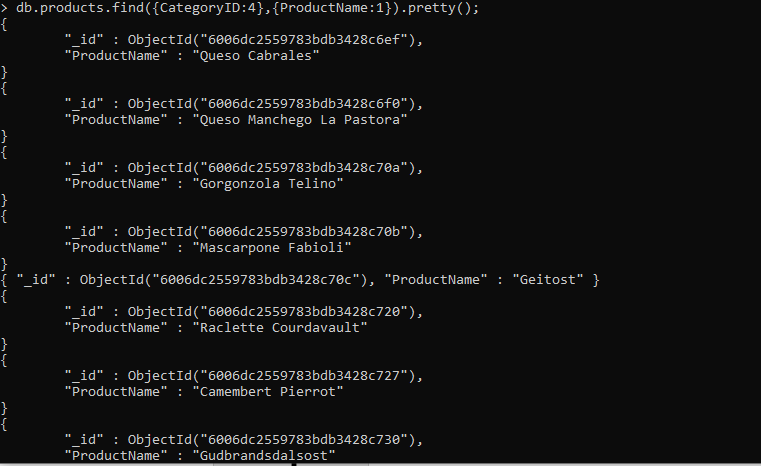 > db.products.find({CategoryID:4},{ProductName:1}).pretty();
{
        "_id" : ObjectId("6006dc2559783bdb3428c6ef"),
        "ProductName" : "Queso Cabrales"
}
{
        "_id" : ObjectId("6006dc2559783bdb3428c6f0"),
        "ProductName" : "Queso Manchego La Pastora"
}
{
        "_id" : ObjectId("6006dc2559783bdb3428c70a"),
        "ProductName" : "Gorgonzola Telino"
}
{
        "_id" : ObjectId("6006dc2559783bdb3428c70b"),
        "ProductName" : "Mascarpone Fabioli"
}
{ "_id" : ObjectId("6006dc2559783bdb3428c70c"), "ProductName" : "Geitost" }
{
        "_id" : ObjectId("6006dc2559783bdb3428c720"),
        "ProductName" : "Raclette Courdavault"
}
{
        "_id" : ObjectId("6006dc2559783bdb3428c727"),
        "ProductName" : "Camembert Pierrot"
}
{
        "_id" : ObjectId("6006dc2559783bdb3428c730"),
        "ProductName" : "Gudbrandsdalsost"